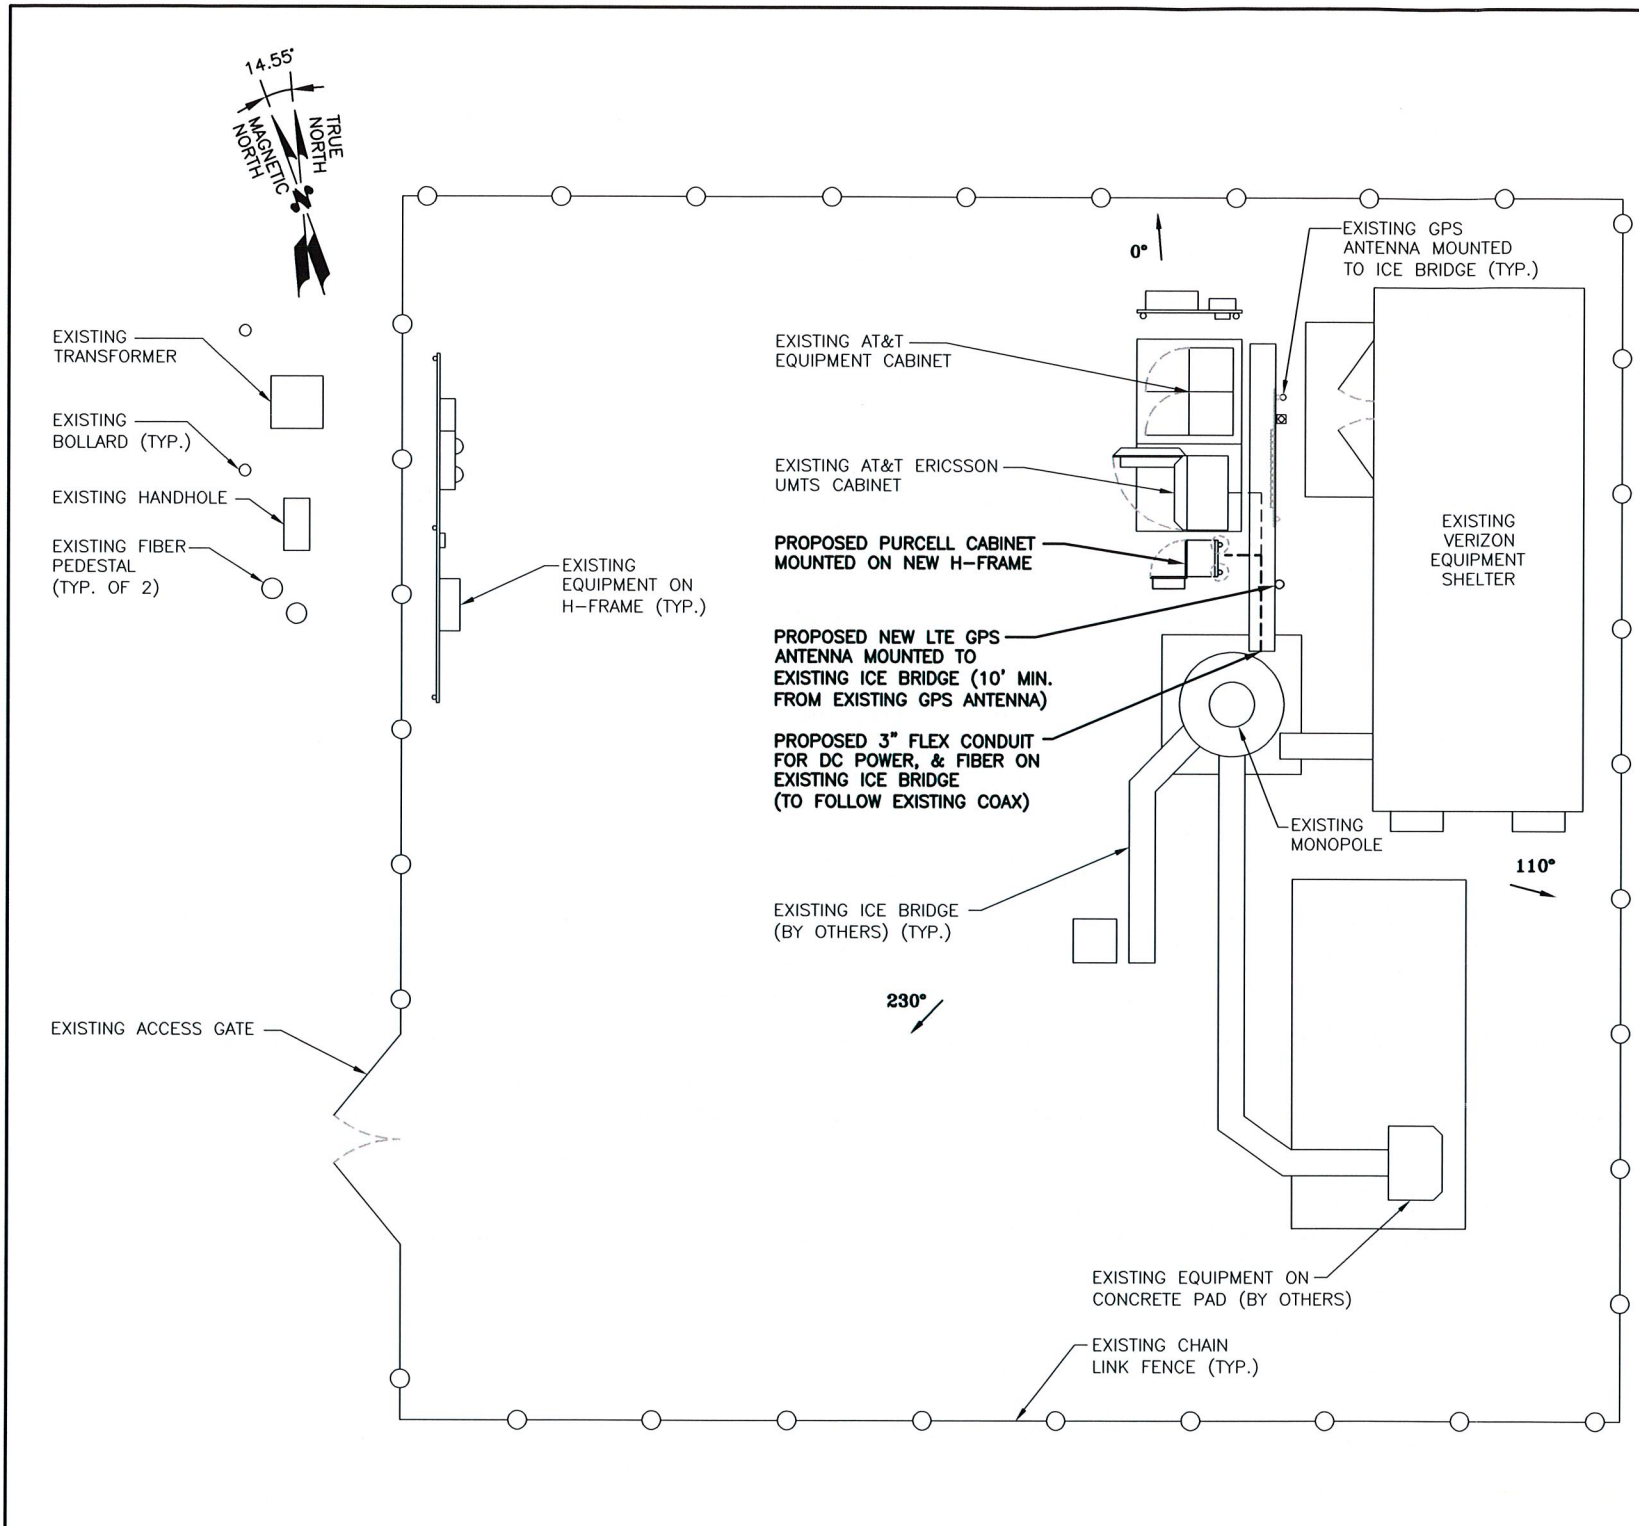 14.55°
TRUE
NORTH
MAGNETIC
NORTH
N
0°
EXISTING GPS
ANTENNA MOUNTED
TO ICE BRIDGE (TYP.)
EXISTING
TRANSFORMER
EXISTING
BOLLARD (TYP.)
EXISTING HANDHOLE
EXISTING FIBER
PEDESTAL
(TYP. OF 2)
EXISTING
EQUIPMENT ON
H-FRAME (TYP.)
EXISTING AT&T
EQUIPMENT CABINET
EXISTING AT&T ERICSSON
UMTS CABINET
PROPOSED PURCELL CABINET
MOUNTED ON NEW H-FRAME
EXISTING
VERIZON
EQUIPMENT
SHELTER
PROPOSED NEW LTE GPS
ANTENNA MOUNTED TO
EXISTING ICE BRIDGE (10' MIN.
FROM EXISTING GPS ANTENNA)
PROPOSED 3" FLEX CONDUIT
FOR DC POWER, & FIBER ON
EXISTING ICE BRIDGE
(TO FOLLOW EXISTING COAX)
EXISTING
MONOPOLE
110°
EXISTING ICE BRIDGE
(BY OTHERS) (TYP.)
230°
EXISTING ACCESS GATE
EXISTING EQUIPMENT ON
CONCRETE PAD (BY OTHERS)
EXISTING CHAIN
LINK FENCE (TYP.)